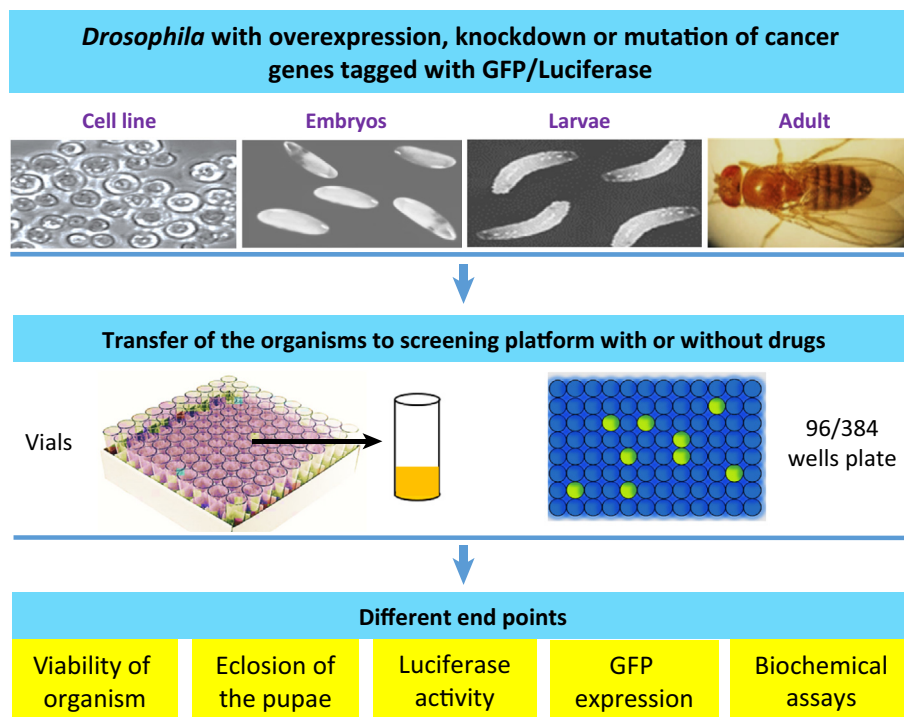 Drosophila with overexpression, knockdown or mutation of cancer
genes tagged with GFP/Luciferase
Cell line
Embryos
Larvae
Adult
Transfer of the organisms to screening platform with or without drugs
Vials
96/384
wells plate
Different end points
Viability of
organism
Eclosion of
the pupae
Luciferase
activity
GFP
expression
Biochemical
assays